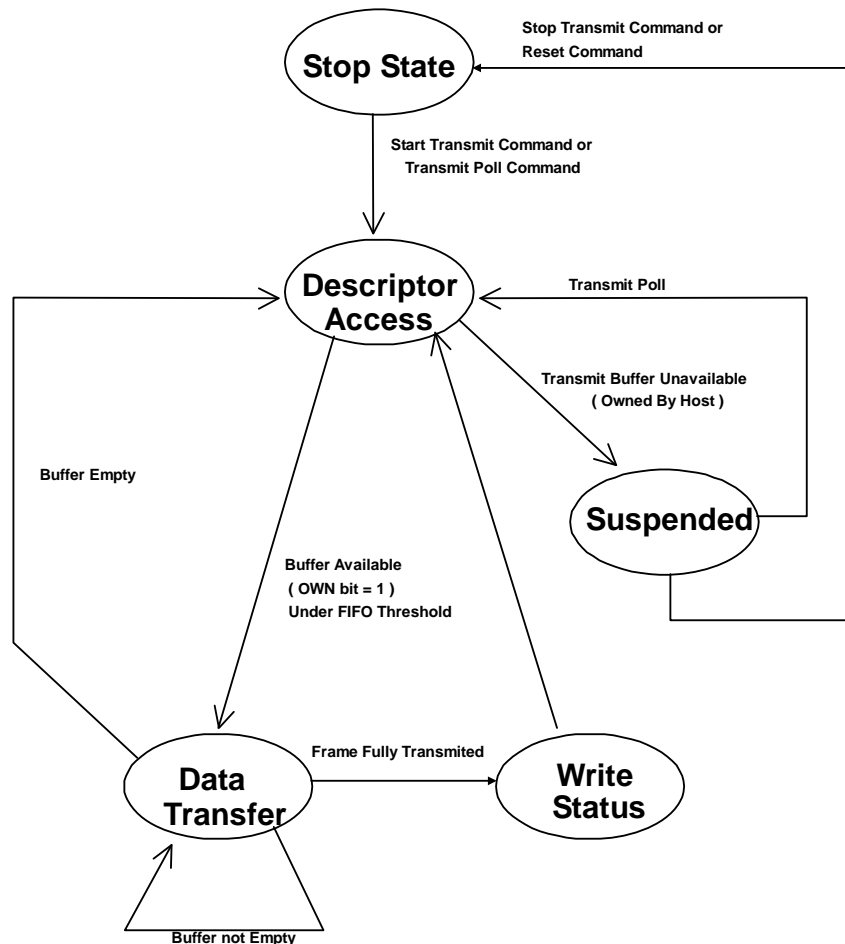 Stop Transmit Command or
Reset Command
Stop State
Start Transmit Command or
Transmit Poll Command
Descriptor
Access
Transmit Poll
Transmit Buffer Unavailable
( Owned By Host )
Buffer Empty
Suspended
Buffer Available
( OWN bit = 1 )
Under FIFO Threshold
Frame Fully Transmited
Data
Transfer
Write
Status
Buffer not Empty